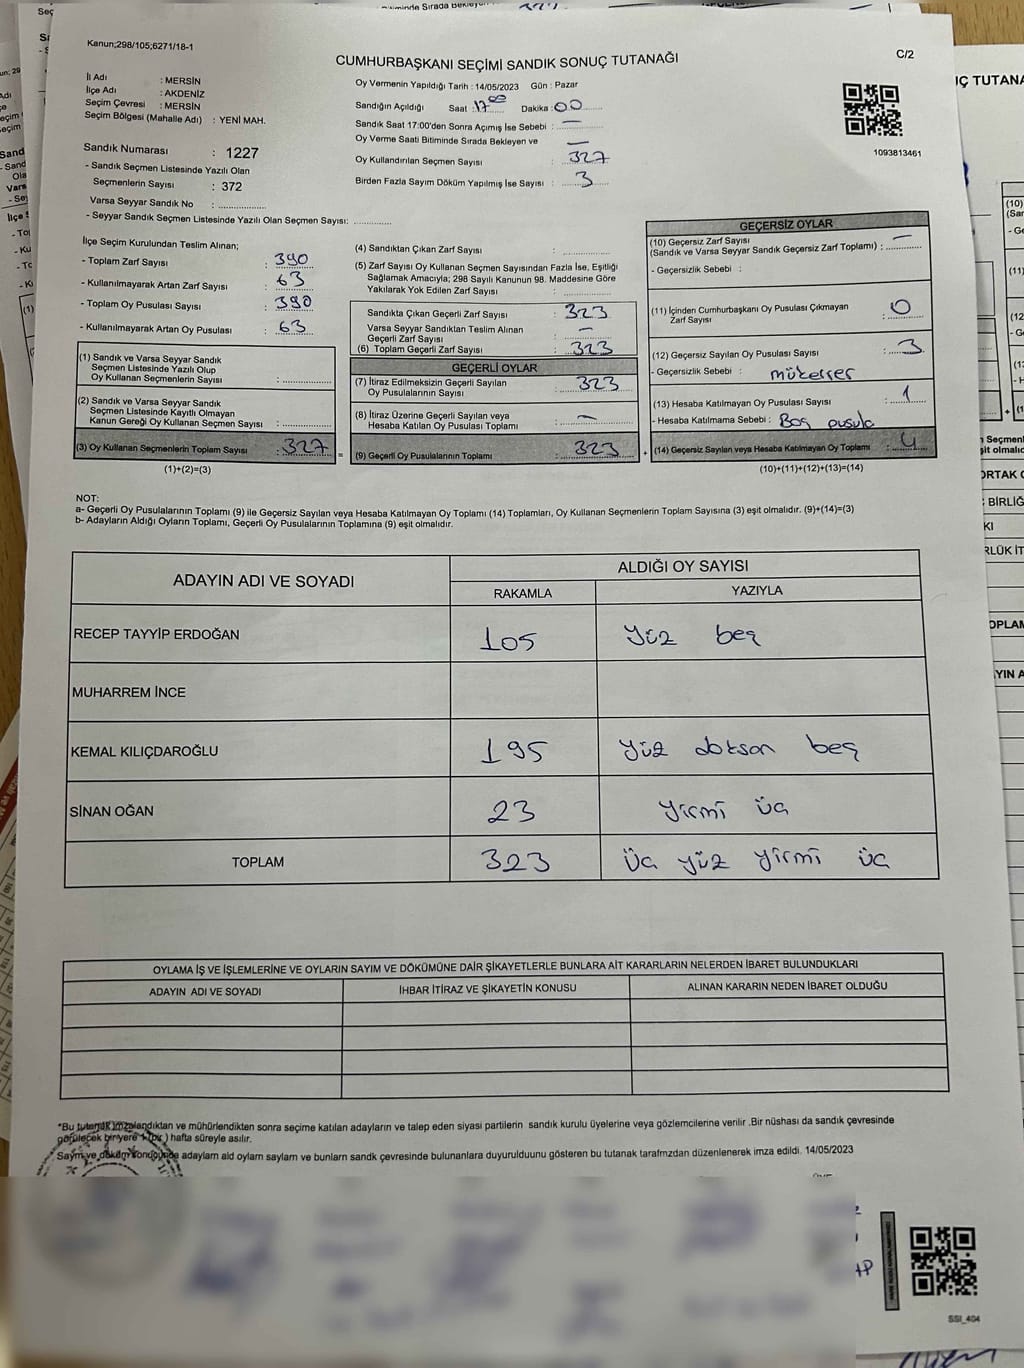 Kanun;298/105;6271/18-1
C/2
CUMHURBAŞKANI SEÇİMİ SANDIK SONUÇ TUTANAĞI
İl Adı : MERSİN
İlçe Adı : AKDENİZ
Seçim Çevresi : MERSİN
Seçim Bölgesi (Mahalle Adı) : YENİ MAH.
Sandık Numarası : 1227
- Sandık Seçmen Listesinde Yazılı Olan
Seçmenlerin Sayısı : 372
Varsa Seyyar Sandık No :
- Seyyar Sandık Seçmen Listesinde Yazılı Olan Seçmen Sayısı:
Oy Vermenin Yapıldığı Tarih : 14/05/2023 Gün : Pazar
Sandığın Açıldığı Saat : 17 00 Dakika : 00
Sandık Saat 17:00'den Sonra Açımış İse Sebebi : —
Oy Verme Saati Bitiminde Sırada Bekleyen ve
Oy Kullandırılan Seçmen Sayısı : 327
Birden Fazla Sayım Döküm Yapılmış İse Sayısı : 3
1093813461
İlçe Seçim Kurulundan Teslim Alınan;
- Toplam Zarf Sayısı : 390
- Kullanılmayarak Artan Zarf Sayısı : 63
- Toplam Oy Pusulası Sayısı : 390
- Kullanılmayarak Artan Oy Pusulası : 63
(1) Sandık ve Varsa Seyyar Sandık
Seçmen Listesinde Yazılı Olup
Oy Kullanan Seçmenlerin Sayısı :
(2) Sandık ve Varsa Seyyar Sandık
Seçmen Listesinde Kayıtlı Olmayan
Kanun Gereği Oy Kullanan Seçmen Sayısı :
(3) Oy Kullanan Seçmenlerin Toplam Sayısı : 327
(1)+(2)=(3)
(4) Sandıktan Çıkan Zarf Sayısı :
(5) Zarf Sayısı Oy Kullanan Seçmen Sayısından Fazla İse, Eşitliği
Sağlamak Amacıyla; 298 Sayılı Kanunun 98. Maddesine Göre
Yakılarak Yok Edilen Zarf Sayısı :
Sandıkta Çıkan Geçerli Zarf Sayısı : 323
Varsa Seyyar Sandıktan Teslim Alınan
Geçerli Zarf Sayısı : —
(6) Toplam Geçerli Zarf Sayısı : 323
GEÇERLİ OYLAR
(7) İtiraz Edilmeksizin Geçerli Sayılan
Oy Pusulalarının Sayısı : 323
(8) İtiraz Üzerine Geçerli Sayılan veya
Hesaba Katılan Oy Pusulası Toplamı : —
(9) Geçerli Oy Pusulalarının Toplamı : 323
GEÇERSİZ OYLAR
(10) Geçersiz Zarf Sayısı
(Sandık ve Varsa Seyyar Sandık Geçersiz Zarf Toplamı) : —
- Geçersizlik Sebebi :
(11) İçinden Cumhurbaşkanı Oy Pusulası Çıkmayan
Zarf Sayısı : 0
(12) Geçersiz Sayılan Oy Pusulası Sayısı : 3
- Geçersizlik Sebebi : mükerrer
(13) Hesaba Katılmayan Oy Pusulası Sayısı : 1
- Hesaba Katılmama Sebebi : Boş pusula
(14) Geçersiz Sayılan veya Hesaba Katılmayan Oy Toplamı : 4
(10)+(11)+(12)+(13)=(14)
NOT:
a- Geçerli Oy Pusulalarının Toplamı (9) ile Geçersiz Sayılan veya Hesaba Katılmayan Oy Toplamı (14) Toplamları, Oy Kullanan Seçmenlerin Toplam Sayısına (3) eşit olmalıdır. (9)+(14)=(3)
b- Adayların Aldığı Oyların Toplamı, Geçerli Oy Pusulalarının Toplamına (9) eşit olmalıdır.
ADAYIN ADI VE SOYADI
ALDIĞI OY SAYISI
RAKAMLA YAZIYLA
RECEP TAYYİP ERDOĞAN 105 Yüz beş
MUHARREM İNCE
KEMAL KILIÇDAROĞLU 195 Yüz doksan beş
SİNAN OĞAN 23 Yirmi üç
TOPLAM 323 Üç yüz yirmi üç
OYLAMA İŞ VE İŞLEMLERİNE VE OYLARIN SAYIM VE DÖKÜMÜNE DAİR ŞİKAYETLERLE BUNLARA AİT KARARLARIN NELERDEN İBARET BULUNDUKLARI
ADAYIN ADI VE SOYADI İHBAR İTİRAZ VE ŞİKAYETİN KONUSU ALINAN KARARIN NEDEN İBARET OLDUĞU
*Bu tutanak imzalandıktan ve mühürlendikten sonra seçime katılan adayların ve talep eden siyasi partilerin sandık kurulu üyelerine veya gözlemcilerine verilir .Bir nüshası da sandık çevresinde
görülecek bir yere 1 (bir ) hafta süreyle asılır.
Sayım ve döküm sonucunda adayların ald oyların sayların ve bunların sandk çevresinde bulunanlara duyurulduunu gösteren bu tutanak tarafmzdan düzenlenerek imza edildi. 14/05/2023
SSI_404